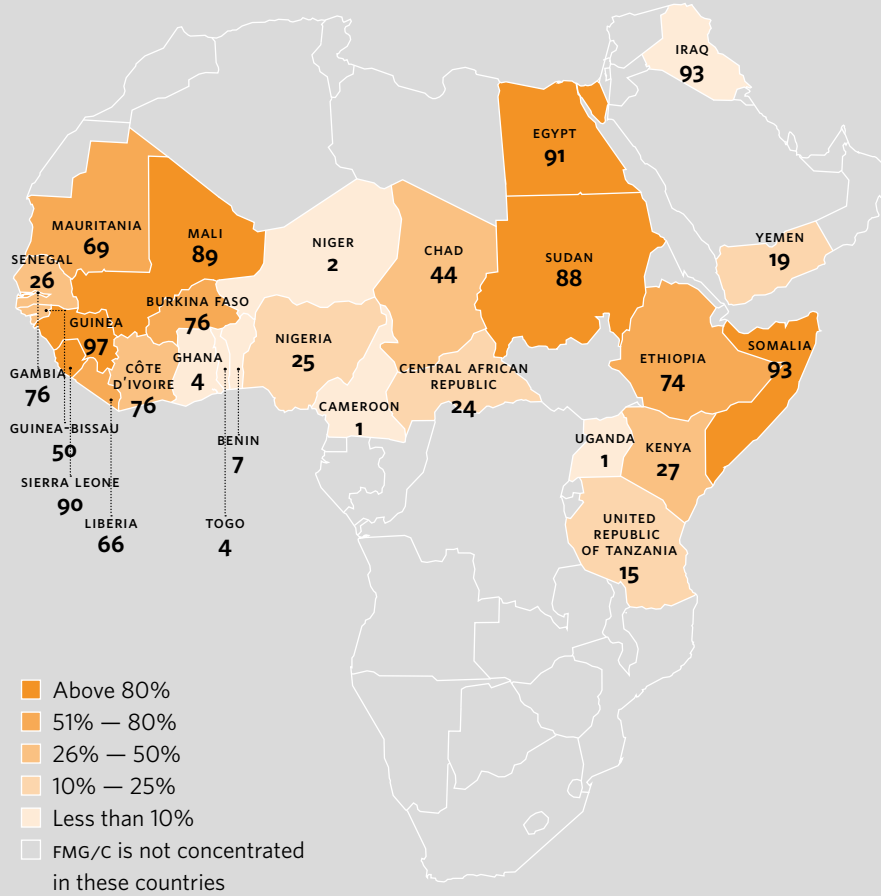 IRAQ
93
EGYPT
91
MAURITANIA
69
MALI
89
NIGER
2
CHAD
44
SUDAN
88
YEMEN
19
SENEGAL
26
BURKINA FASO
76
GUINEA
97
NIGERIA
25
SOMALIA
93
ETHIOPIA
74
GHANA
4
CÔTE
D'IVOIRE
76
CENTRAL AFRICAN
REPUBLIC
24
GAMBIA
76
CAMEROON
1
GUINEA-BISSAU
50
BENIN
7
UGANDA
1
KENYA
27
SIERRA LEONE
90
LIBERIA
66
TOGO
4
UNITED
REPUBLIC
OF TANZANIA
15
Above 80%
51% — 80%
26% — 50%
10% — 25%
Less than 10%
FMG/C is not concentrated
in these countries